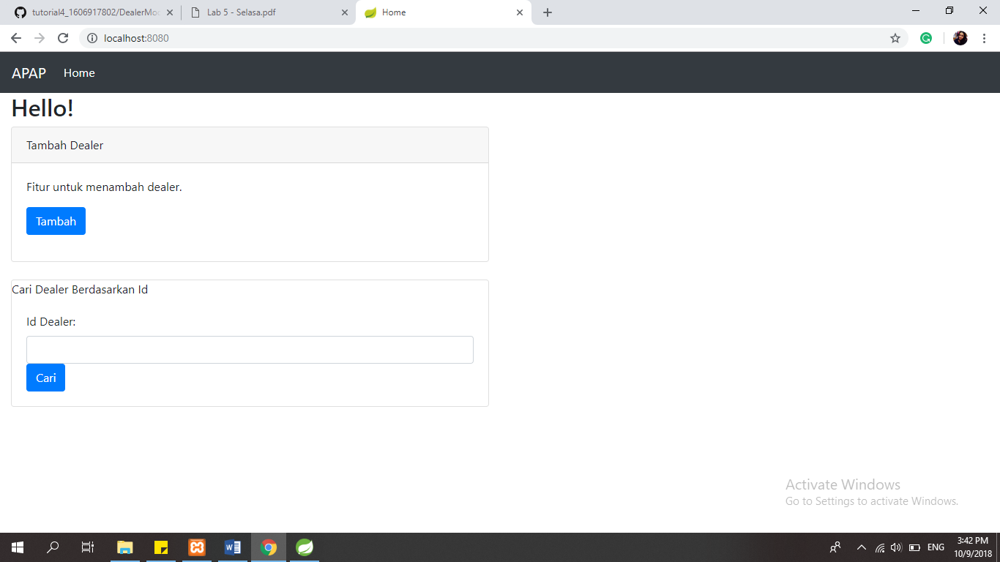 tutorial4_1606917802/DealerMoc
Lab 5 - Selasa.pdf
Home
localhost:8080
APAP
Home
Hello!
Tambah Dealer
Fitur untuk menambah dealer.
Tambah
Cari Dealer Berdasarkan Id
Id Dealer:
Cari
Activate Windows
Go to Settings to activate Windows.
ENG
3:42 PM
10/9/2018